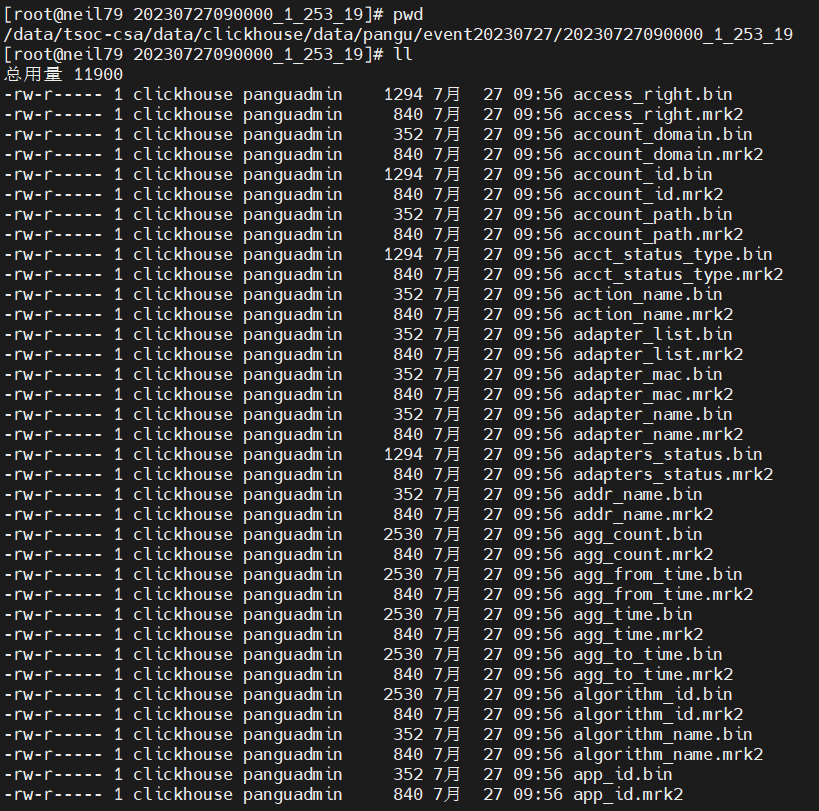 [root@neil79 20230727090000_1_253_19]# pwd
/data/tsoc-csa/data/clickhouse/data/pangu/event20230727/20230727090000_1_253_19
[root@neil79 20230727090000_1_253_19]# ll
总用量 11900
-rw-r----- 1 clickhouse panguadmin    1294 7月  27 09:56 access_right.bin
-rw-r----- 1 clickhouse panguadmin     840 7月  27 09:56 access_right.mrk2
-rw-r----- 1 clickhouse panguadmin     352 7月  27 09:56 account_domain.bin
-rw-r----- 1 clickhouse panguadmin     840 7月  27 09:56 account_domain.mrk2
-rw-r----- 1 clickhouse panguadmin    1294 7月  27 09:56 account_id.bin
-rw-r----- 1 clickhouse panguadmin     840 7月  27 09:56 account_id.mrk2
-rw-r----- 1 clickhouse panguadmin     352 7月  27 09:56 account_path.bin
-rw-r----- 1 clickhouse panguadmin     840 7月  27 09:56 account_path.mrk2
-rw-r----- 1 clickhouse panguadmin    1294 7月  27 09:56 acct_status_type.bin
-rw-r----- 1 clickhouse panguadmin     840 7月  27 09:56 acct_status_type.mrk2
-rw-r----- 1 clickhouse panguadmin     352 7月  27 09:56 action_name.bin
-rw-r----- 1 clickhouse panguadmin     840 7月  27 09:56 action_name.mrk2
-rw-r----- 1 clickhouse panguadmin     352 7月  27 09:56 adapter_list.bin
-rw-r----- 1 clickhouse panguadmin     840 7月  27 09:56 adapter_list.mrk2
-rw-r----- 1 clickhouse panguadmin     352 7月  27 09:56 adapter_mac.bin
-rw-r----- 1 clickhouse panguadmin     840 7月  27 09:56 adapter_mac.mrk2
-rw-r----- 1 clickhouse panguadmin     352 7月  27 09:56 adapter_name.bin
-rw-r----- 1 clickhouse panguadmin     840 7月  27 09:56 adapter_name.mrk2
-rw-r----- 1 clickhouse panguadmin    1294 7月  27 09:56 adapters_status.bin
-rw-r----- 1 clickhouse panguadmin     840 7月  27 09:56 adapters_status.mrk2
-rw-r----- 1 clickhouse panguadmin     352 7月  27 09:56 addr_name.bin
-rw-r----- 1 clickhouse panguadmin     840 7月  27 09:56 addr_name.mrk2
-rw-r----- 1 clickhouse panguadmin    2530 7月  27 09:56 agg_count.bin
-rw-r----- 1 clickhouse panguadmin     840 7月  27 09:56 agg_count.mrk2
-rw-r----- 1 clickhouse panguadmin    2530 7月  27 09:56 agg_from_time.bin
-rw-r----- 1 clickhouse panguadmin     840 7月  27 09:56 agg_from_time.mrk2
-rw-r----- 1 clickhouse panguadmin    2530 7月  27 09:56 agg_time.bin
-rw-r----- 1 clickhouse panguadmin     840 7月  27 09:56 agg_time.mrk2
-rw-r----- 1 clickhouse panguadmin    2530 7月  27 09:56 agg_to_time.bin
-rw-r----- 1 clickhouse panguadmin     840 7月  27 09:56 agg_to_time.mrk2
-rw-r----- 1 clickhouse panguadmin    2530 7月  27 09:56 algorithm_id.bin
-rw-r----- 1 clickhouse panguadmin     840 7月  27 09:56 algorithm_id.mrk2
-rw-r----- 1 clickhouse panguadmin     352 7月  27 09:56 algorithm_name.bin
-rw-r----- 1 clickhouse panguadmin     840 7月  27 09:56 algorithm_name.mrk2
-rw-r----- 1 clickhouse panguadmin     352 7月  27 09:56 app_id.bin
-rw-r----- 1 clickhouse panguadmin     840 7月  27 09:56 app_id.mrk2